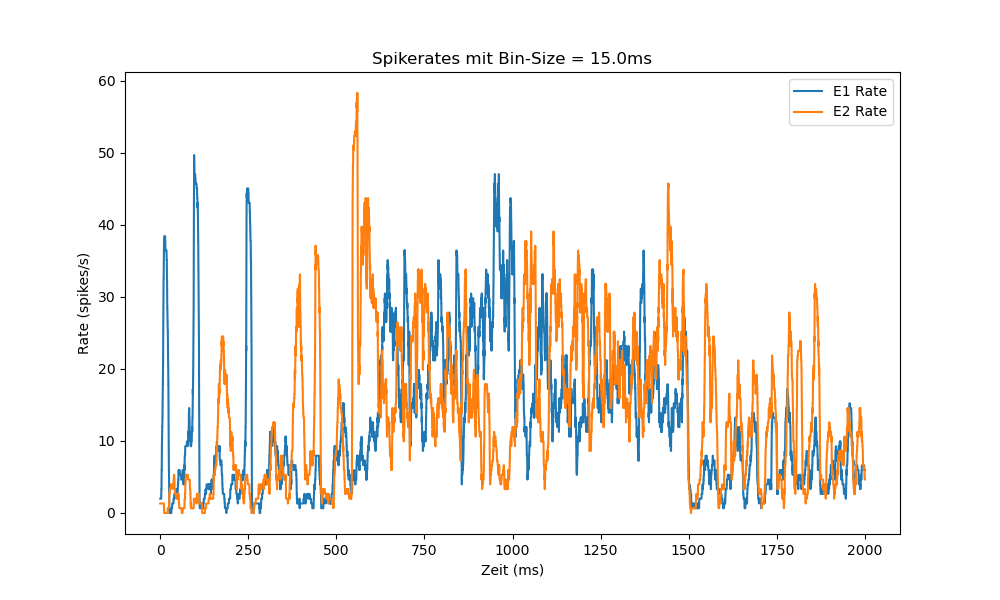 Spikerates mit Bin-Size = 15.0ms
E1 Rate
E2 Rate
Rate (spikes/s)
60
50
40
30
20
10
0
0 250 500 750 1000 1250 1500 1750 2000
Zeit (ms)